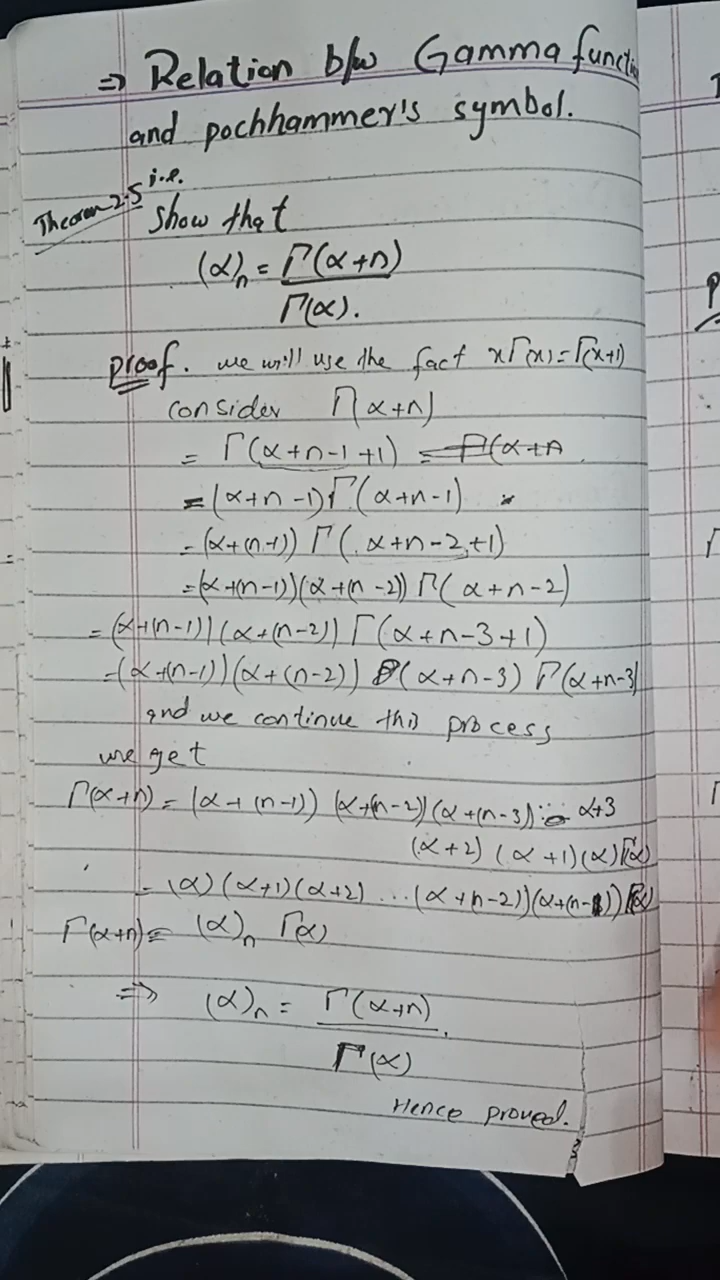 ⇒ Relation b/w Gamma functi
and pochhammer's symbol.
i.e.
Theorem 2.5
show that
(α)ₙ = Γ(α+n)
Γ(α).
proof. we will use the fact xΓ(x)=Γ(x+1)
consider Γ(α+n)
= Γ(α+n-1+1) = Γ(α+n
= (α+n-1)Γ(α+n-1)
= (α+(n-1)) Γ(α+n-2+1)
= (α+(n-1))(α+(n-2)) Γ(α+n-2)
= (α+(n-1))(α+(n-2)) Γ(α+n-3+1)
= (α+(n-1))(α+(n-2)) (α+n-3) Γ(α+n-3)
and we continue this process
we get
Γ(α+n) = (α+(n-1)) (α+(n-2))(α+(n-3)) ... α+3
(α+2) (α+1)(α)Γ(α)
= (α)(α+1)(α+2) ...(α+(n-2))(α+(n-1))Γ(α)
Γ(α+n) = (α)ₙ Γ(α)
⇒ (α)ₙ = Γ(α+n) .
Γ(α)
Hence proved.